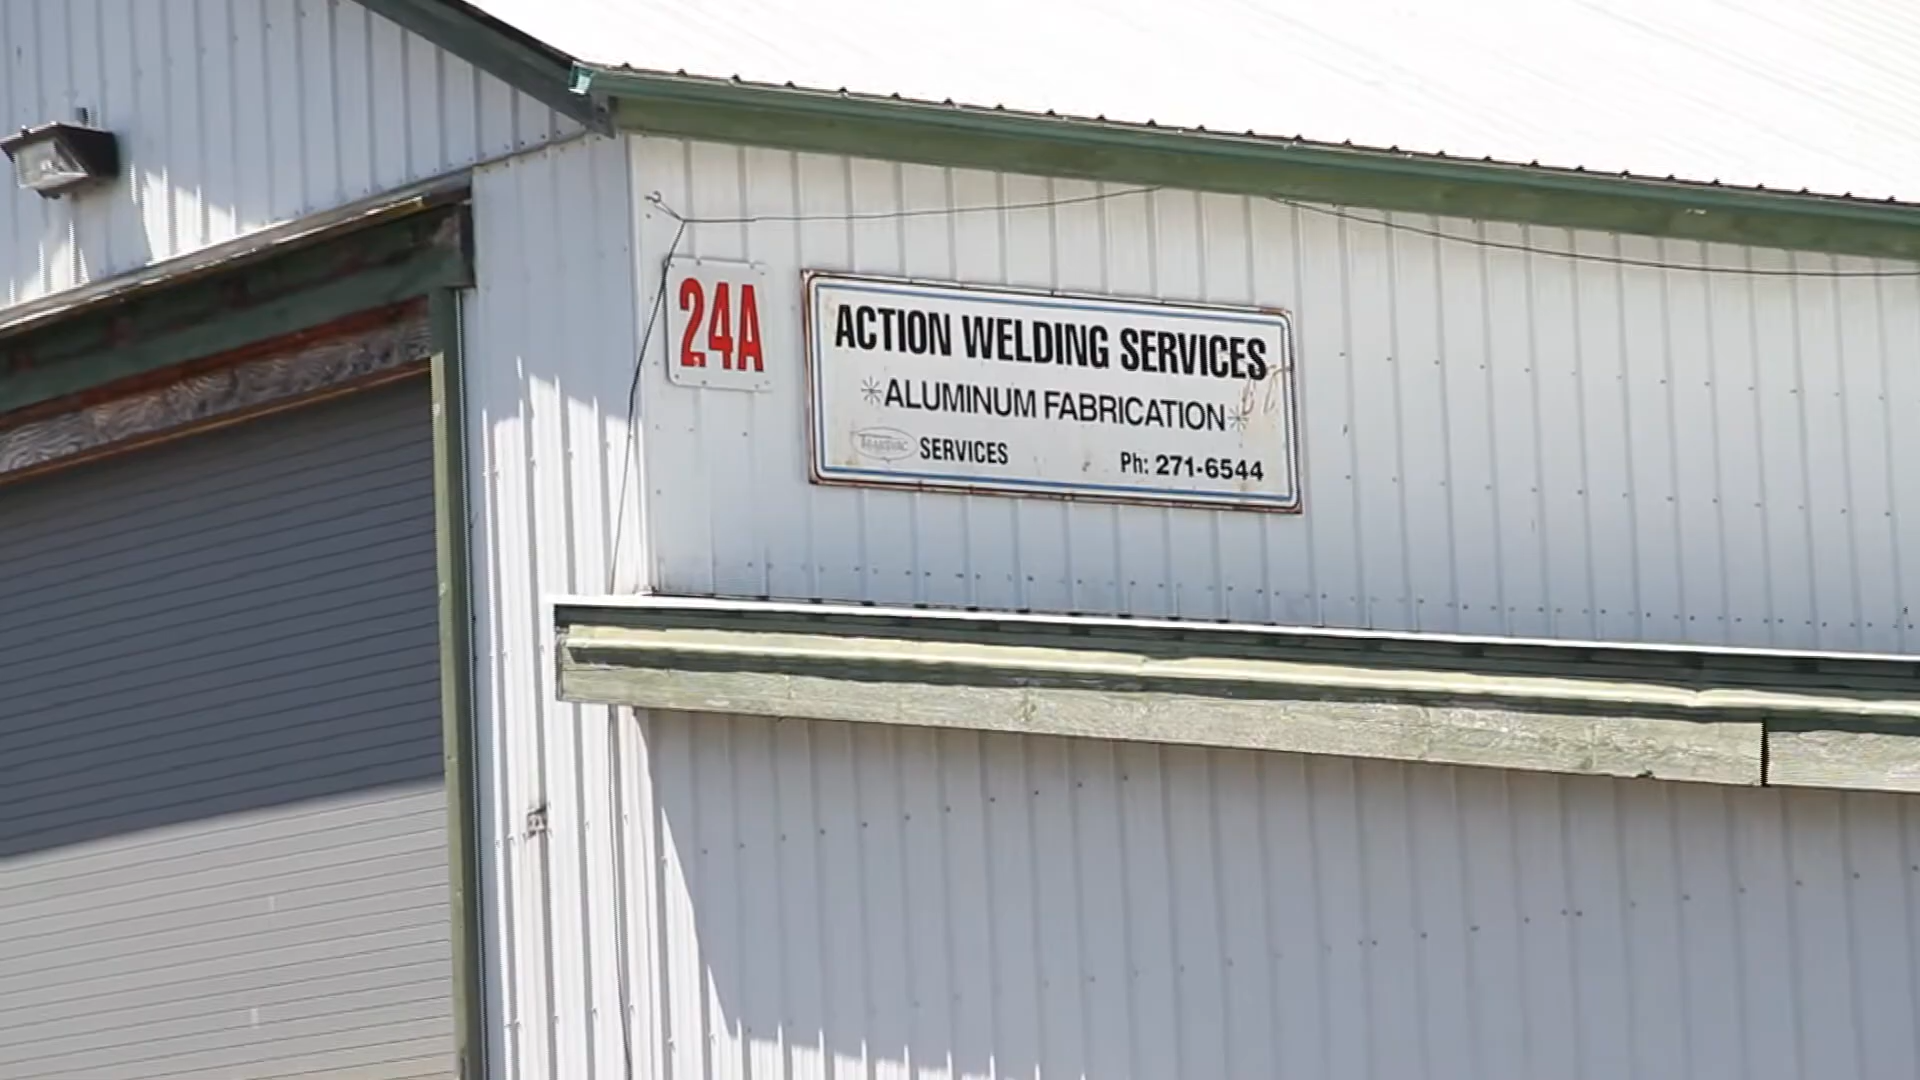 24A
ACTION WELDING SERVICES
*ALUMINUM FABRICATION*
SERVICES
Ph: 271-6544